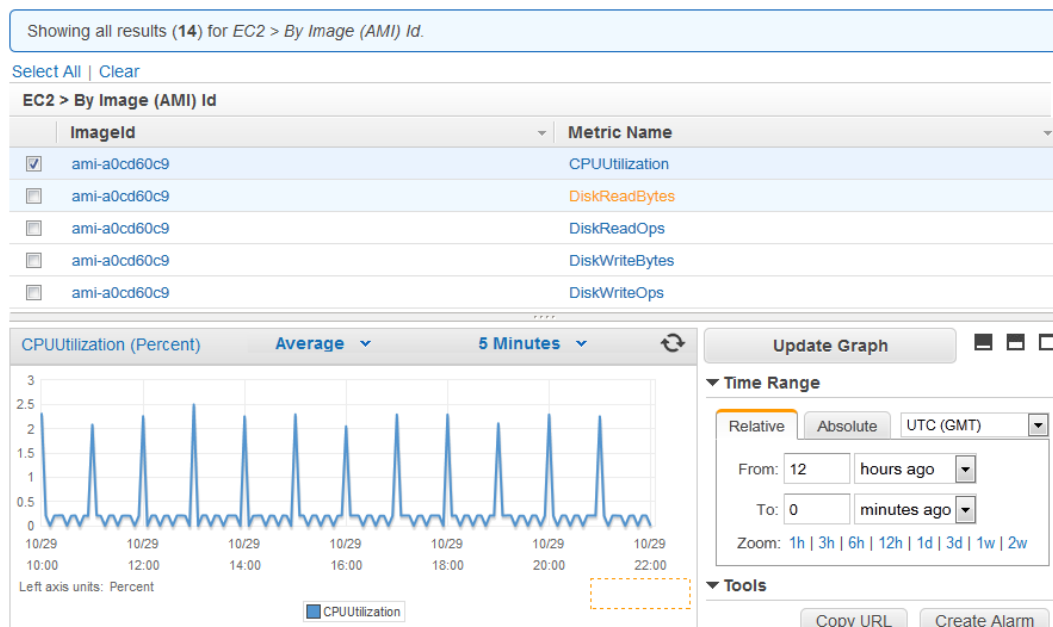 Showing all results (14) for EC2 > By Image (AMI) Id.
Select All | Clear
EC2 > By Image (AMI) Id
ImageId Metric Name
ami-a0cd60c9 CPUUtilization
ami-a0cd60c9 DiskReadBytes
ami-a0cd60c9 DiskReadOps
ami-a0cd60c9 DiskWriteBytes
ami-a0cd60c9 DiskWriteOps
CPUUtilization (Percent) Average 5 Minutes
3
2.5
2
1.5
1
0.5
0
10/29 10/29 10/29 10/29 10/29 10/29 10/29
10:00 12:00 14:00 16:00 18:00 20:00 22:00
Left axis units: Percent
CPUUtilization
Update Graph
Time Range
Relative Absolute UTC (GMT)
From: 12 hours ago
To: 0 minutes ago
Zoom: 1h | 3h | 6h | 12h | 1d | 3d | 1w | 2w
Tools
Copy URL Create Alarm